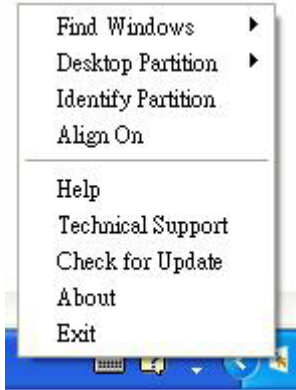 Find Windows
Desktop Partition
Identify Partition
Align On
Help
Technical Support
Check for Update
About
Exit